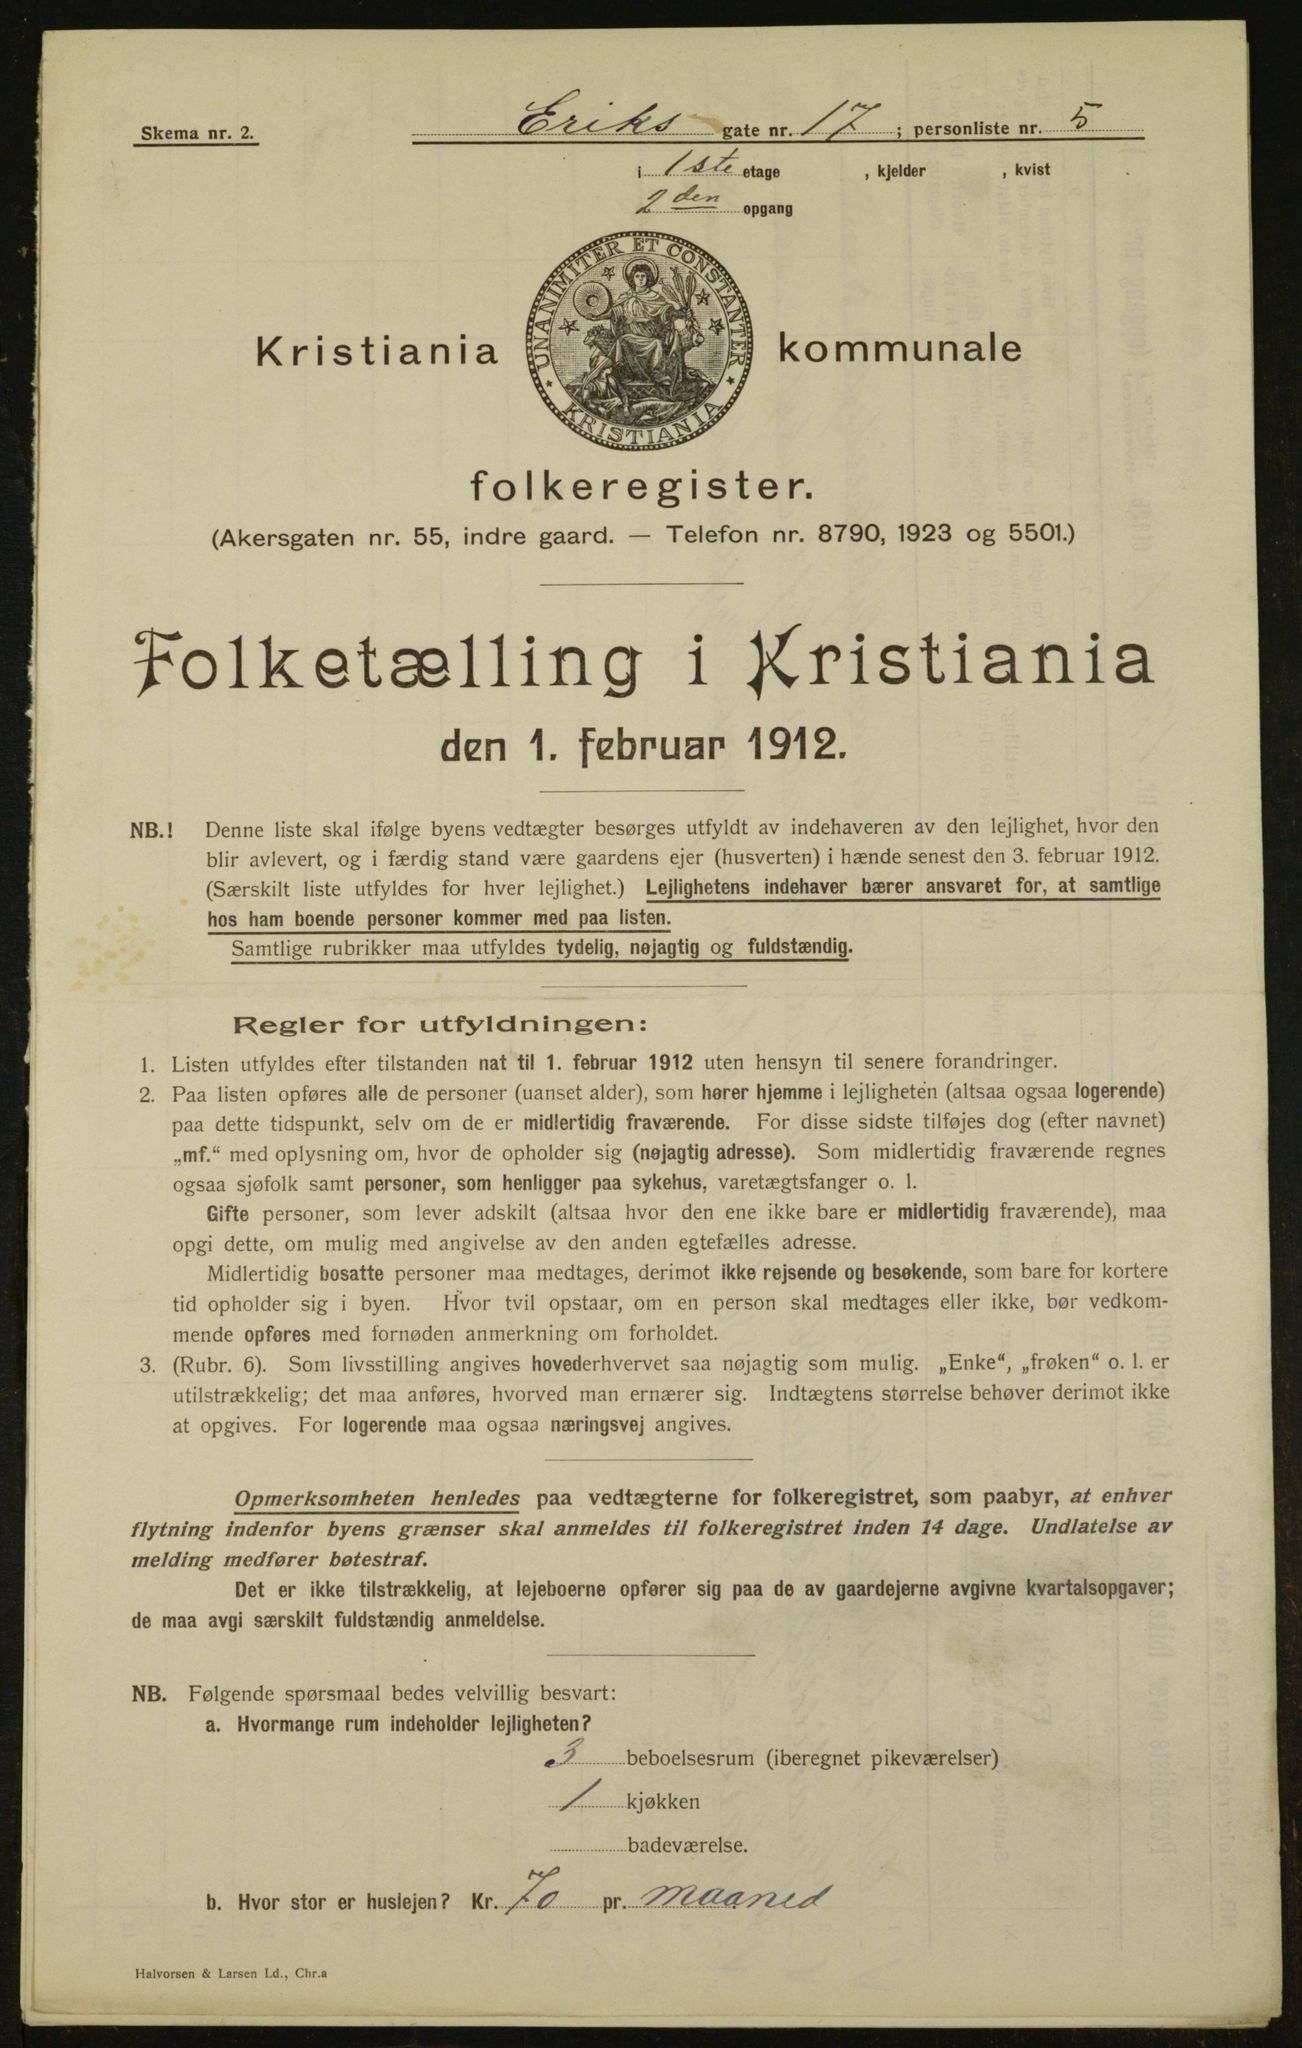 Skema nr. 2.
Eriks gate nr. 17; personliste nr. 5
i 1ste etage , kjelder , kvist
2den opgang
UNANIMITER ET CONSTANTER
KRISTIANIA
Kristiania kommunale
folkeregister.
(Akersgaten nr. 55, indre gaard. — Telefon nr. 8790, 1923 og 5501.)
Folketælling i Kristiania
den 1. februar 1912.
NB.! Denne liste skal ifølge byens vedtægter besørges utfyldt av indehaveren av den lejlighet, hvor den
blir avlevert, og i færdig stand være gaardens ejer (husverten) i hænde senest den 3. februar 1912.
(Særskilt liste utfyldes for hver lejlighet.) Lejlighetens indehaver bærer ansvaret for, at samtlige
hos ham boende personer kommer med paa listen.
Samtlige rubrikker maa utfyldes tydelig, nøjagtig og fuldstændig.
Regler for utfyldningen:
1. Listen utfyldes efter tilstanden nat til 1. februar 1912 uten hensyn til senere forandringer.
2. Paa listen opføres alle de personer (uanset alder), som hører hjemme i lejligheten (altsaa ogsaa logerende)
paa dette tidspunkt, selv om de er midlertidig fraværende. For disse sidste tilføjes dog (efter navnet)
„mf.“ med oplysning om, hvor de opholder sig (nøjagtig adresse). Som midlertidig fraværende regnes
ogsaa sjøfolk samt personer, som henligger paa sykehus, varetægtsfanger o. l.
Gifte personer, som lever adskilt (altsaa hvor den ene ikke bare er midlertidig fraværende), maa
opgi dette, om mulig med angivelse av den anden egtefælles adresse.
Midlertidig bosatte personer maa medtages, derimot ikke rejsende og besøkende, som bare for kortere
tid opholder sig i byen. Hvor tvil opstaar, om en person skal medtages eller ikke, bør vedkom-
mende opføres med fornøden anmerkning om forholdet.
3. (Rubr. 6). Som livsstilling angives hovederhvervet saa nøjagtig som mulig. „Enke“, „frøken“ o. l. er
utilstrækkelig; det maa anføres, hvorved man ernærer sig. Indtægtens størrelse behøver derimot ikke
at opgives. For logerende maa ogsaa næringsvej angives.
Opmerksomheten henledes paa vedtægterne for folkeregistret, som paabyr, at enhver
flytning indenfor byens grænser skal anmeldes til folkeregistret inden 14 dage. Undlatelse av
melding medfører bøtestraf.
Det er ikke tilstrækkelig, at lejeboerne opfører sig paa de av gaardejerne avgivne kvartalsopgaver;
de maa avgi særskilt fuldstændig anmeldelse.
NB. Følgende spørsmaal bedes velvillig besvart:
a. Hvormange rum indeholder lejligheten?
3 beboelsesrum (iberegnet pikeværelser)
1 kjøkken
badeværelse.
b. Hvor stor er huslejen? Kr. 70 pr. maaned
Halvorsen & Larsen Ld., Chr.a